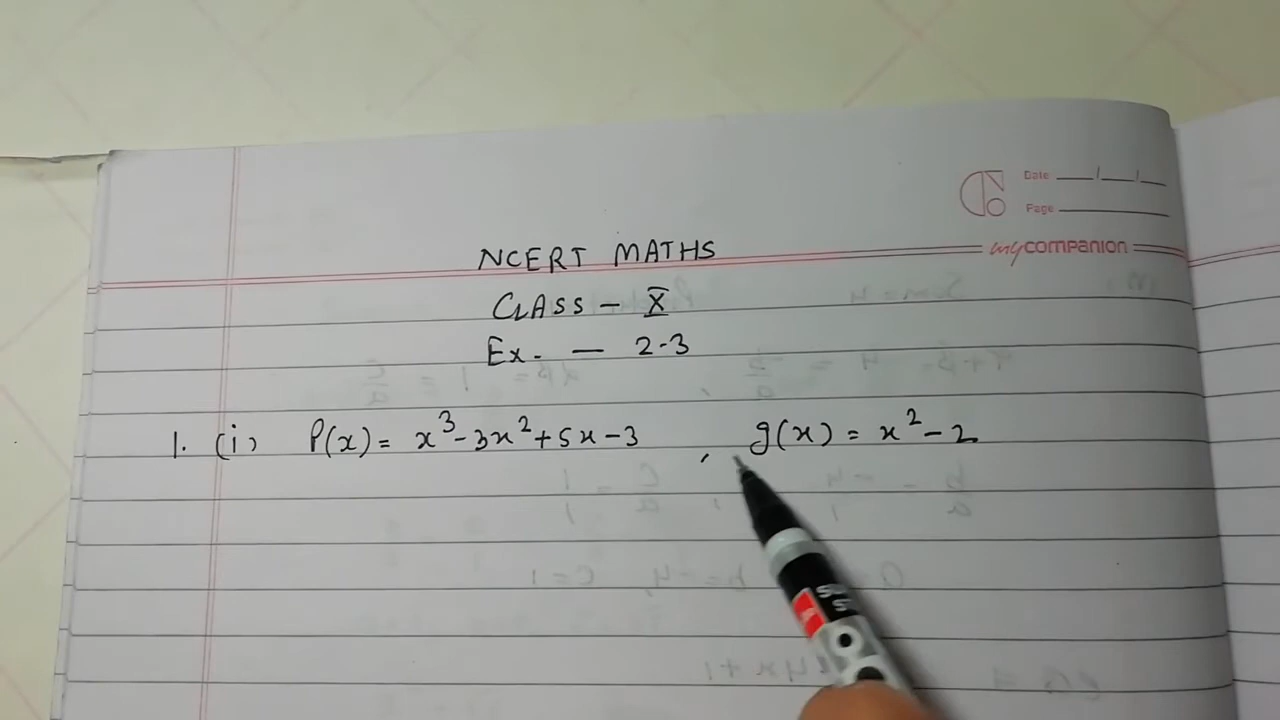 Date
Page
mycompanion
NCERT MATHS
CLASS - X
Ex. - 2.3
1. (i) P(x) = x³-3x²+5x-3 , g(x) = x²-2